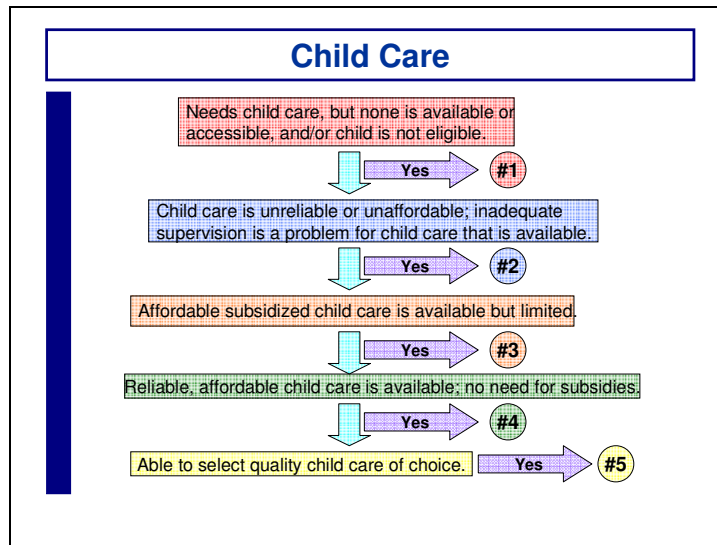 Child Care
Needs child care, but none is available or
accessible, and/or child is not eligible.
Yes
#1
Child care is unreliable or unaffordable; inadequate
supervision is a problem for child care that is available.
Yes
#2
Affordable subsidized child care is available but limited.
Yes
#3
Reliable, affordable child care is available; no need for subsidies.
Yes
#4
Able to select quality child care of choice.
Yes
#5